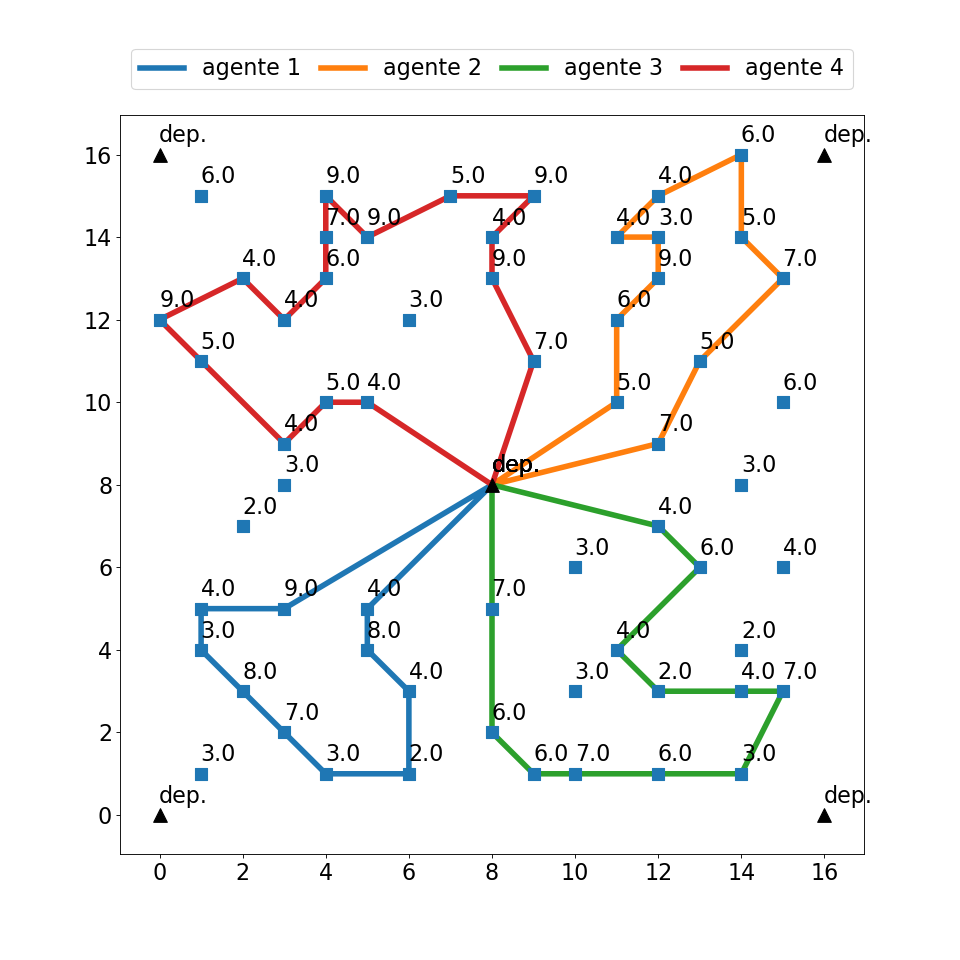 agente 1 agente 2 agente 3 agente 4
dep. 6.0 dep.
16
6.0 9.0 5.0 9.0 4.0
7.0 9.0 4.0 4.0 3.0 5.0
14
4.0 6.0 9.0 9.0 7.0
9.0 4.0 3.0 6.0
12
5.0 7.0 5.0
5.0 4.0 5.0 6.0
10
4.0 7.0
3.0 dep. 3.0
8
2.0 4.0
3.0 6.0 4.0
6
4.0 9.0 4.0 7.0
3.0 8.0 4.0 2.0
4
8.0 4.0 3.0 2.0 4.0 7.0
7.0 6.0
2
3.0 3.0 2.0 6.0 7.0 6.0 3.0
dep. dep.
0
0 2 4 6 8 10 12 14 16